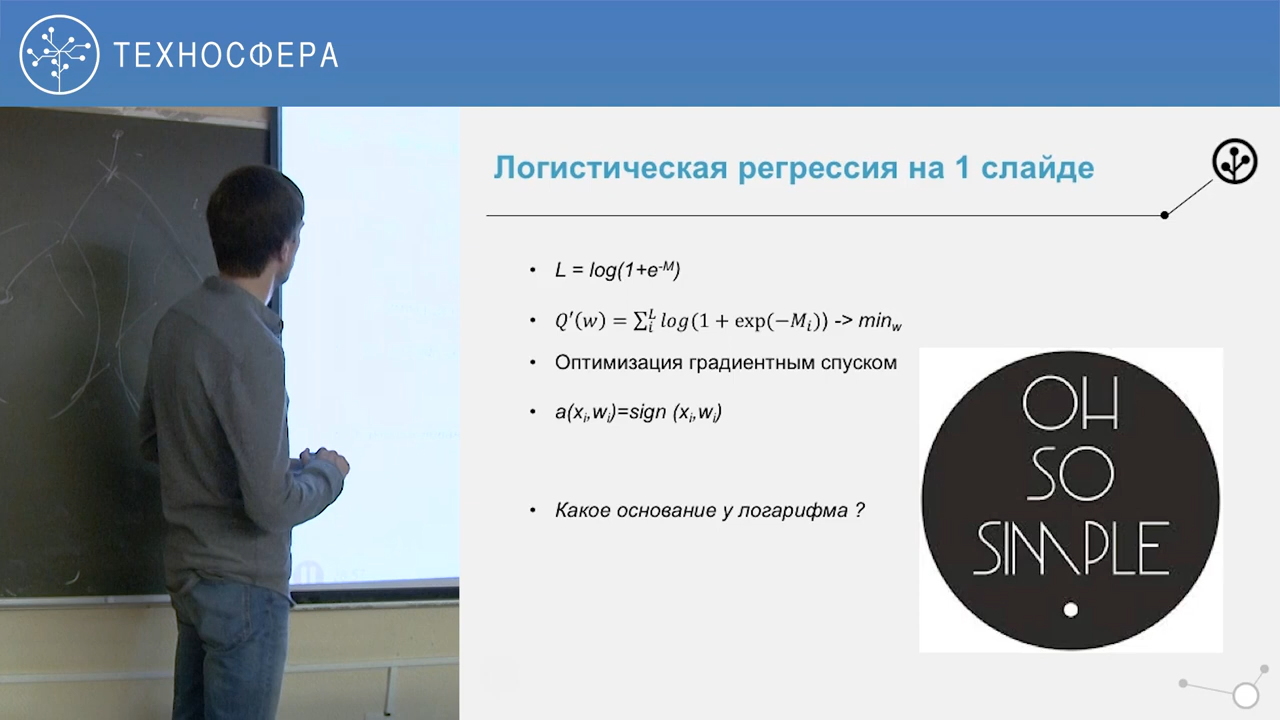 ТЕХНОСФЕРА
Логистическая регрессия на 1 слайде
• L = log(1+e^-M)
• Q′(w) = ∑_i^L log(1 + exp(−M_i)) -> min_w
• Оптимизация градиентным спуском
• a(x_i,w_i)=sign (x_i,w_i)
• Какое основание у логарифма ?
OH
SO
SIMPLE